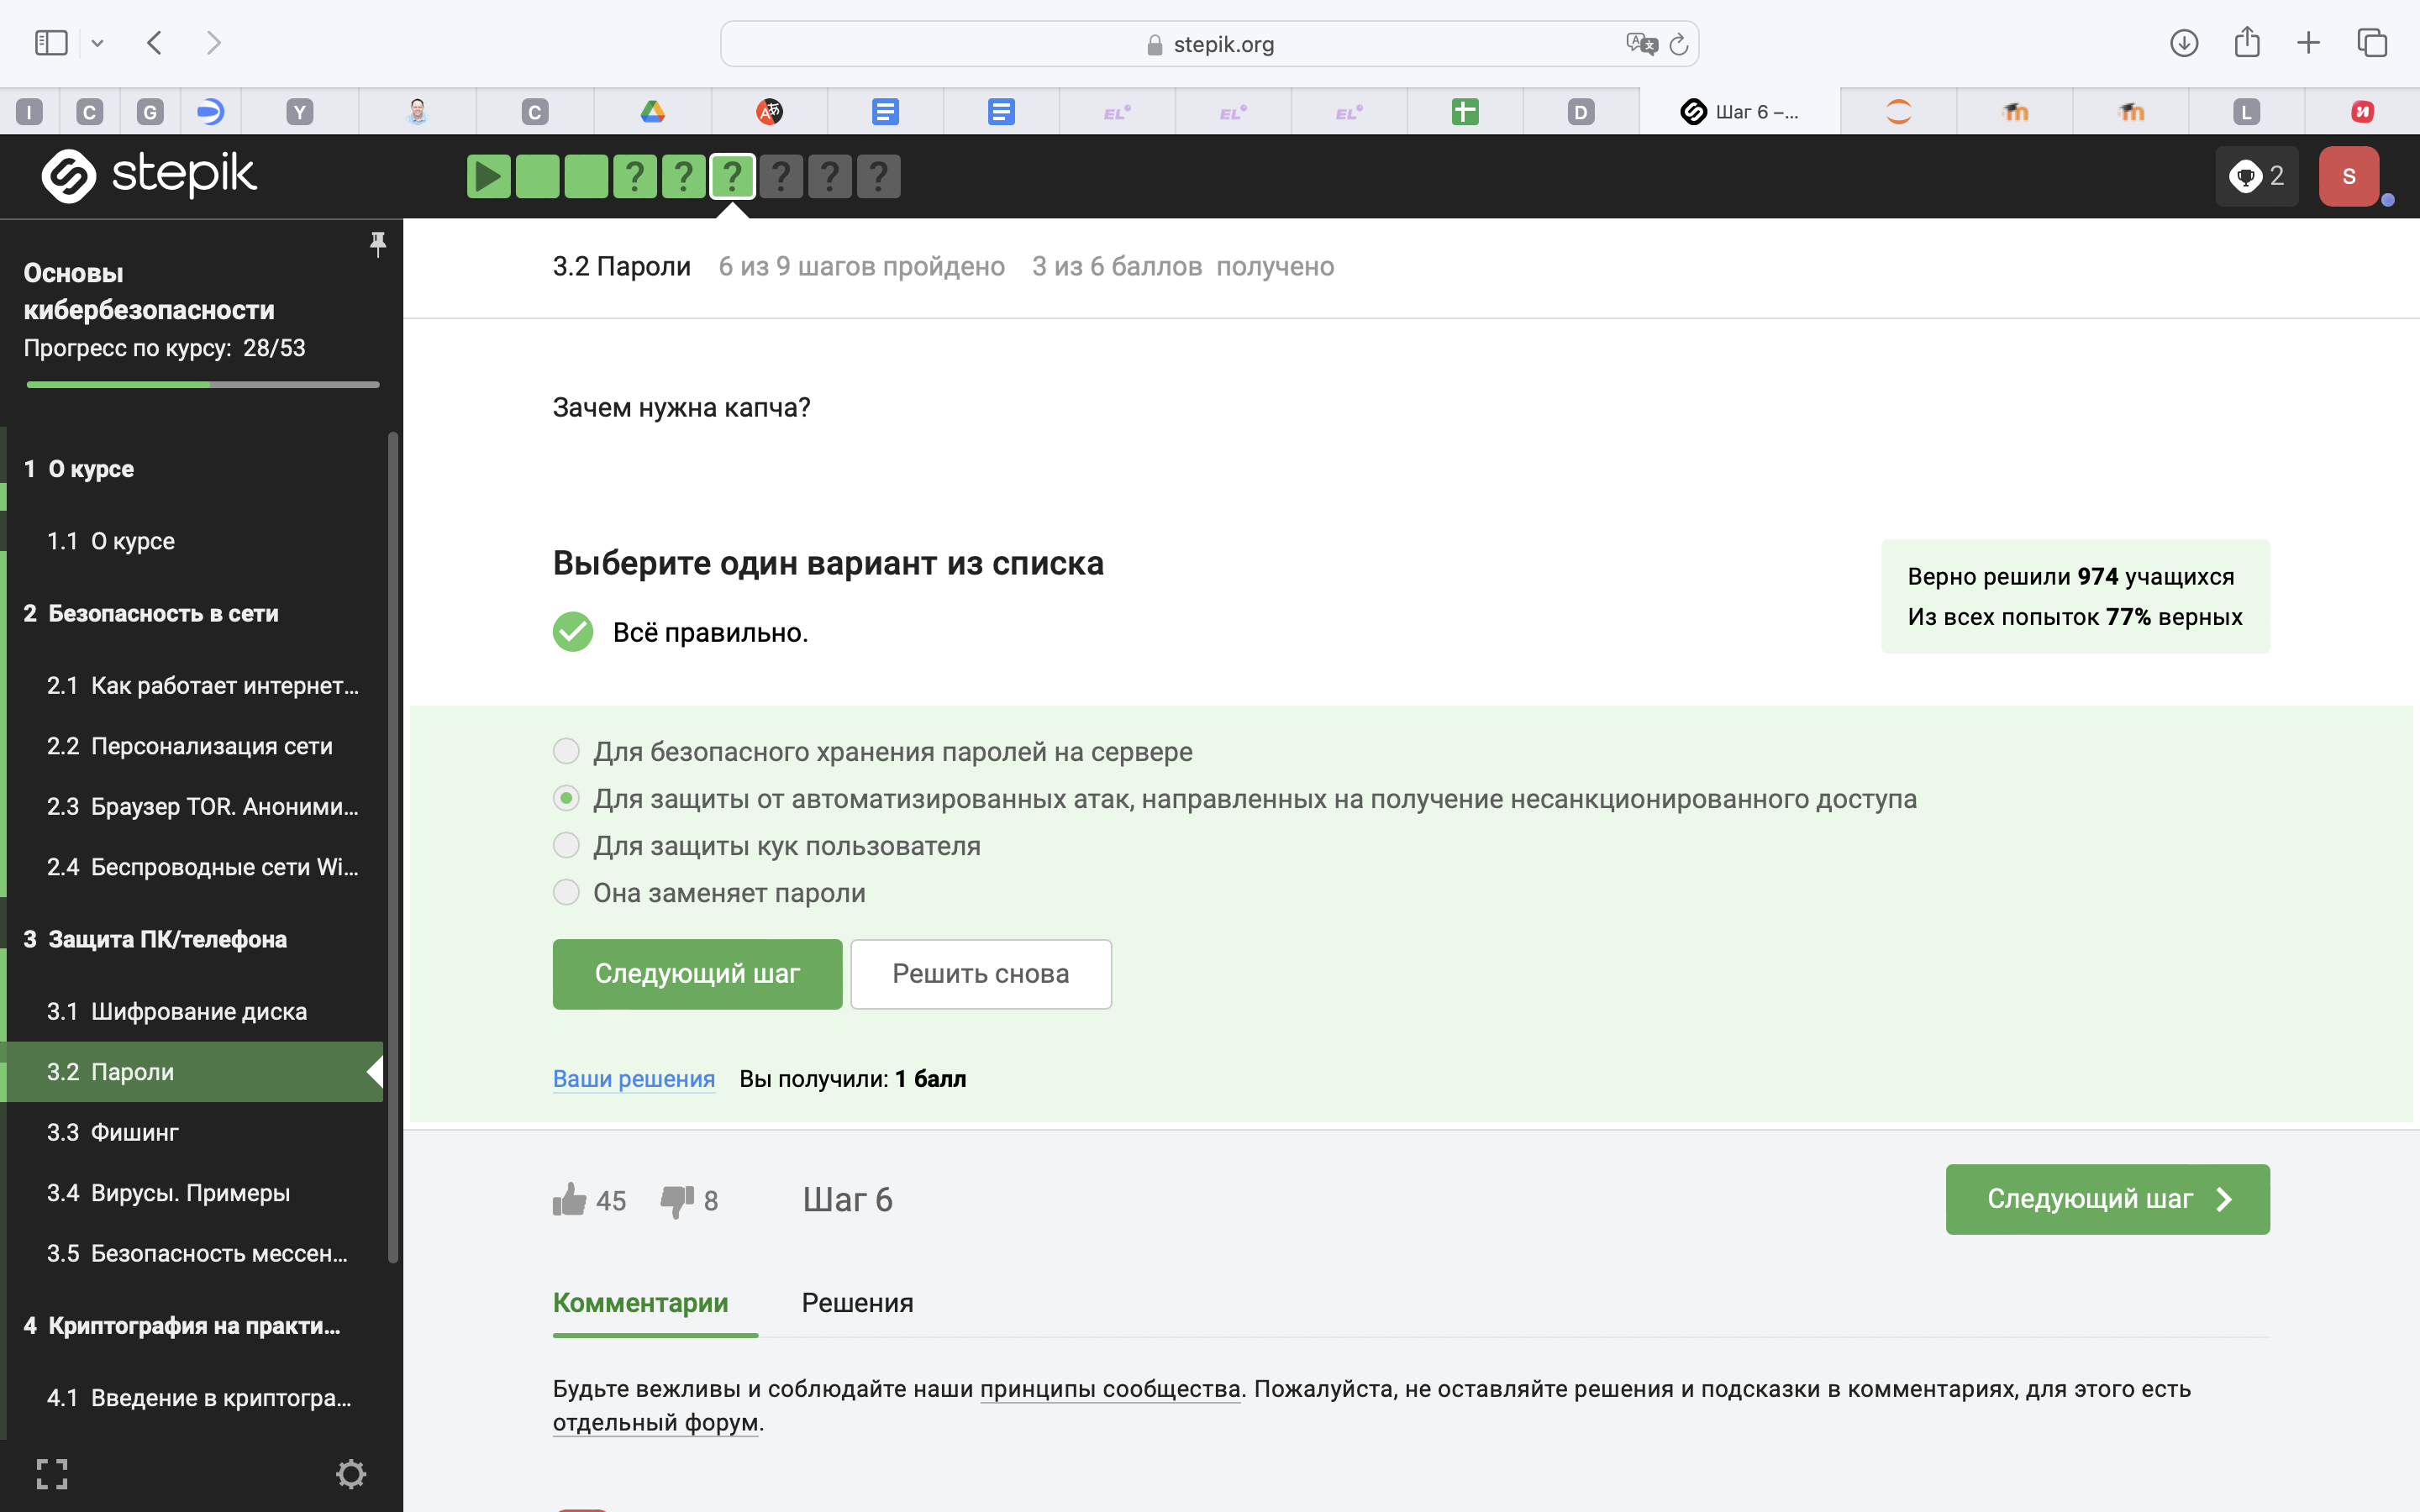 stepik.org
I
C
G
Y
C
EL
EL
EL
D
Шаг 6 –...
L
stepik
?
?
?
?
?
?
2
S
Основы
кибербезопасности
Прогресс по курсу: 28/53
1 О курсе
1.1 О курсе
2 Безопасность в сети
2.1 Как работает интернет...
2.2 Персонализация сети
2.3 Браузер TOR. Аноними...
2.4 Беспроводные сети Wi...
3 Защита ПК/телефона
3.1 Шифрование диска
3.2 Пароли
3.3 Фишинг
3.4 Вирусы. Примеры
3.5 Безопасность мессен...
4 Криптография на практи...
4.1 Введение в криптогра...
3.2 Пароли 6 из 9 шагов пройдено 3 из 6 баллов получено
Зачем нужна капча?
Выберите один вариант из списка
Всё правильно.
Верно решили 974 учащихся
Из всех попыток 77% верных
Для безопасного хранения паролей на сервере
Для защиты от автоматизированных атак, направленных на получение несанкционированного доступа
Для защиты кук пользователя
Она заменяет пароли
Следующий шаг
Решить снова
Ваши решения Вы получили: 1 балл
45
8
Шаг 6
Следующий шаг
Комментарии
Решения
Будьте вежливы и соблюдайте наши принципы сообщества. Пожалуйста, не оставляйте решения и подсказки в комментариях, для этого есть
отдельный форум.